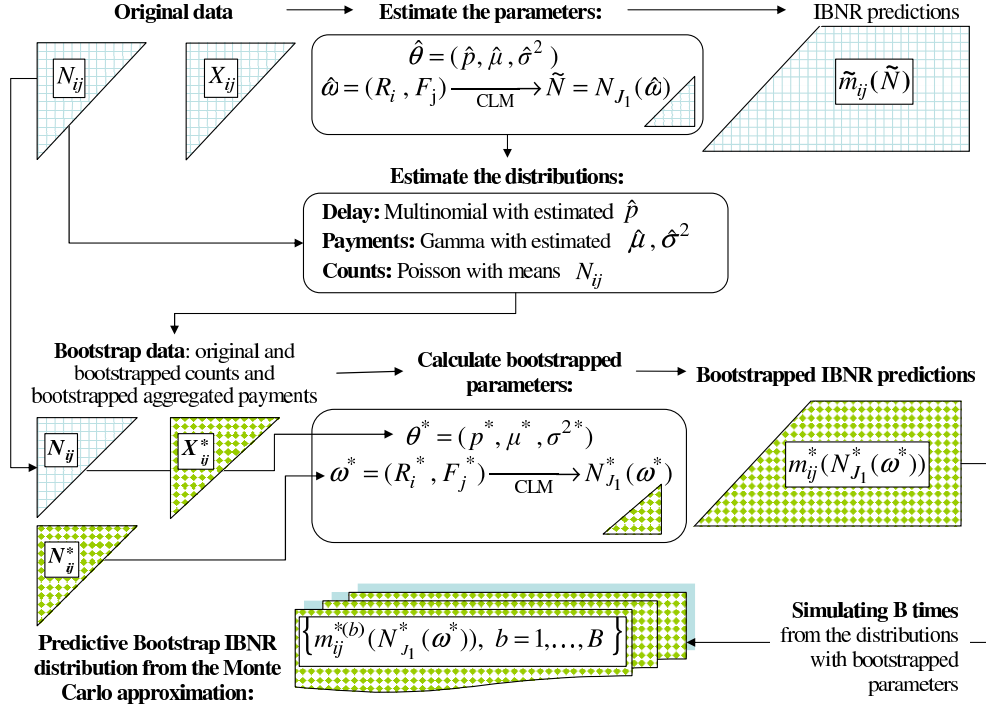 Original data
Estimate the parameters:
IBNR predictions
N_ij
X_ij
θ̂ = (p̂, μ̂, σ̂²)
ω̂ = (R_i, F_j) → CLM Ñ = N_J₁(ω̂)
m̃_ij(Ñ)
Estimate the distributions:
Delay: Multinomial with estimated p̂
Payments: Gamma with estimated μ̂, σ̂²
Counts: Poisson with means N_ij
Bootstrap data: original and
bootstrapped counts and
bootstrapped aggregated payments
Calculate bootstrapped
parameters:
Bootstrapped IBNR predictions
N_ij
X*_ij
θ* = (p*, μ*, σ²*)
ω* = (R*_i, F*_j) → CLM N*_J₁(ω*)
m*_ij(N*_J₁(ω*))
N*_ij
Predictive Bootstrap IBNR
distribution from the Monte
Carlo approximation:
{m_ij*(b)(N*_J₁(ω*)), b = 1,…,B}
Simulating B times
from the distributions
with bootstrapped
parameters